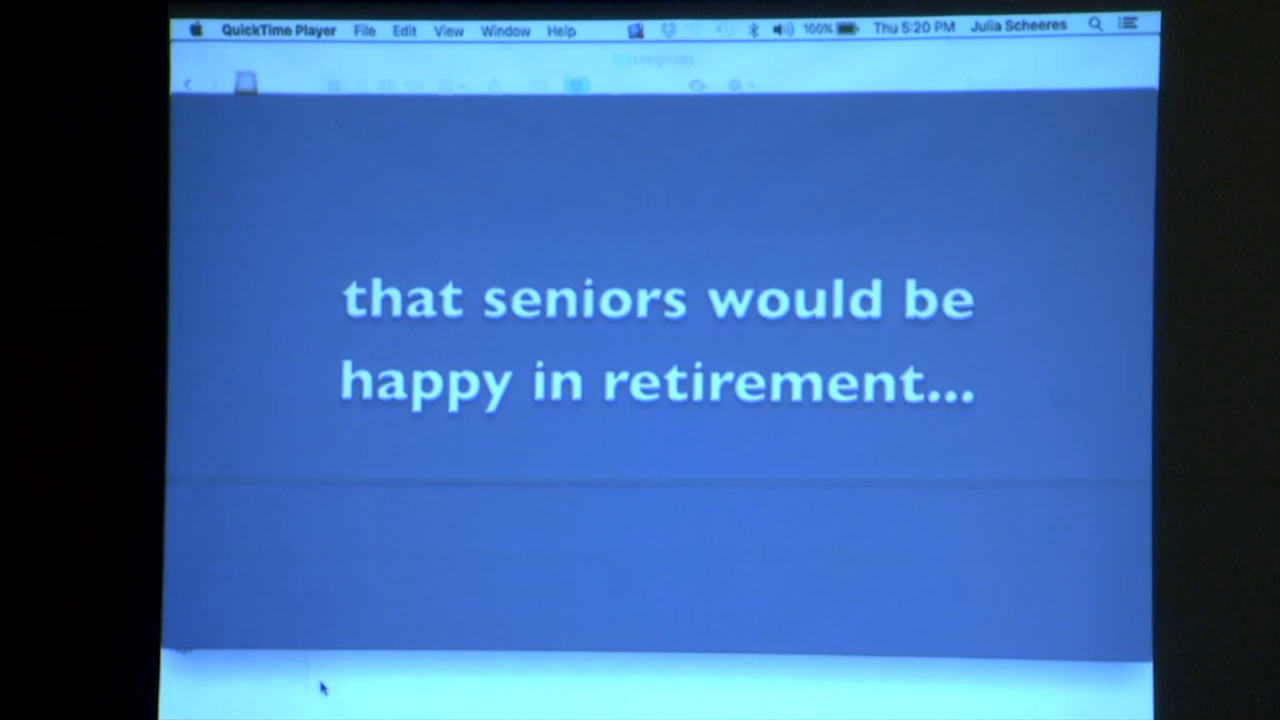 QuickTime Player File Edit View Window Help 100% Thu 5:20 PM Julia Scheeres
that seniors would be
happy in retirement...